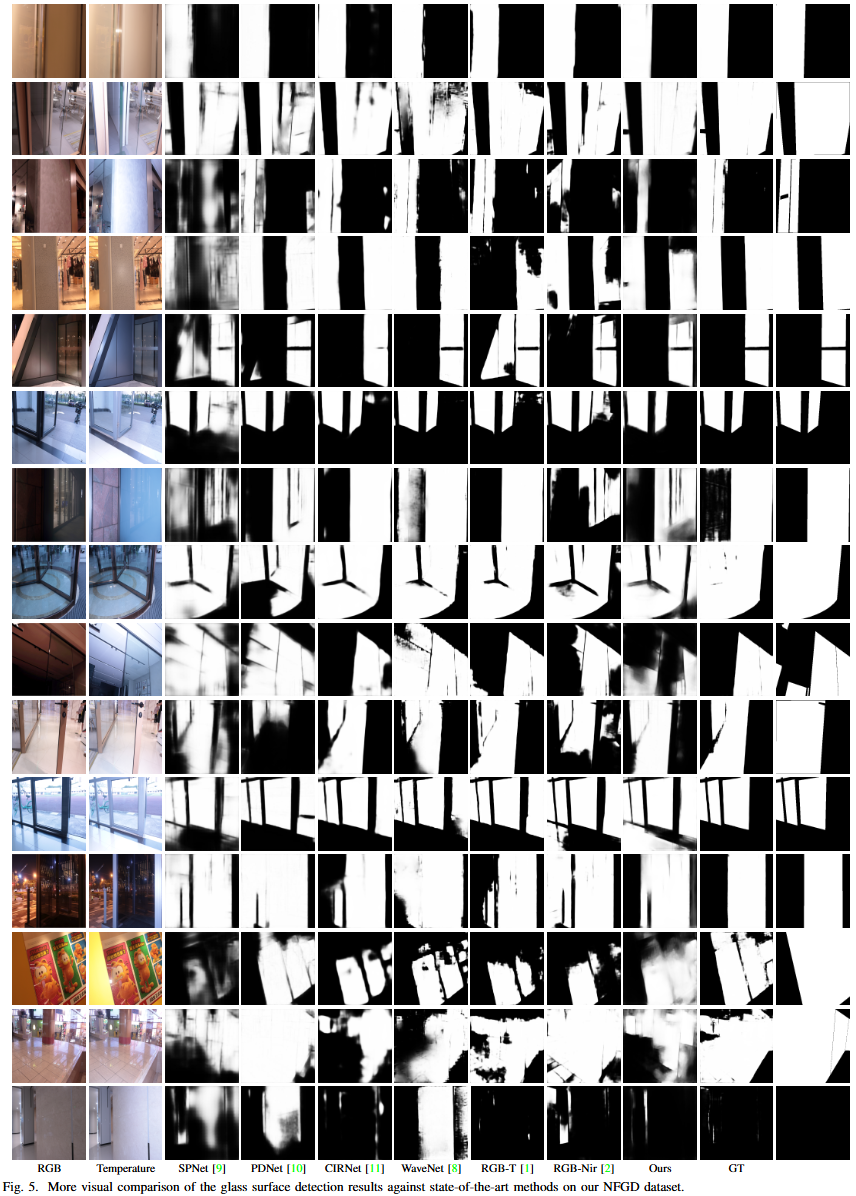 RGB Temperature SPNet [9] PDNet [10] CIRNet [11] WaveNet [8] RGB-T [1] RGB-Nir [2] Ours GT
Fig. 5. More visual comparison of the glass surface detection results against state-of-the-art methods on our NFGD dataset.